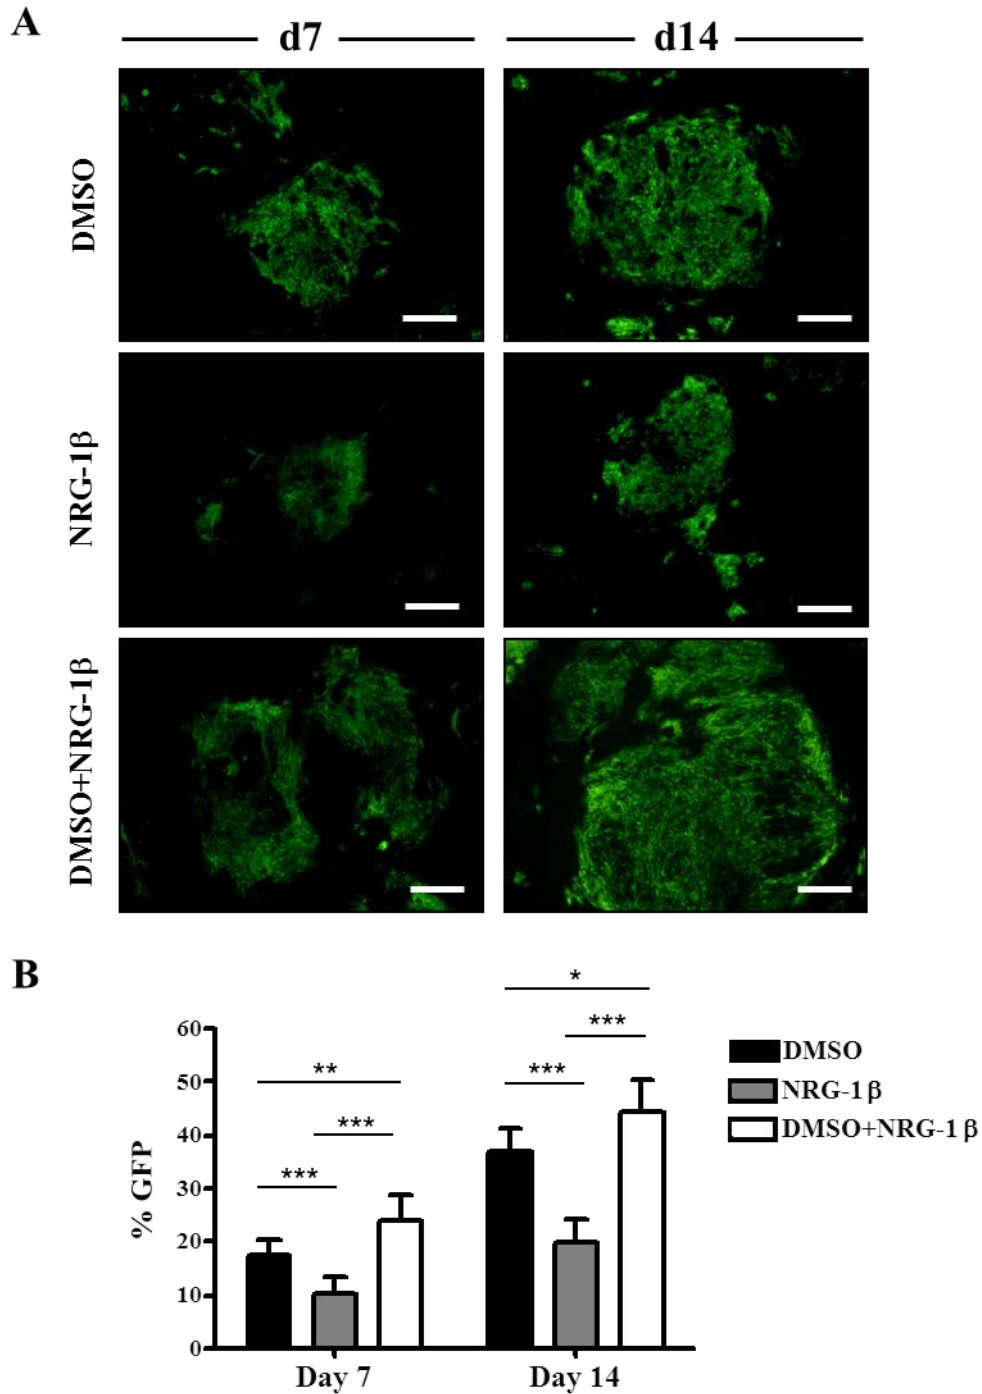 A
d7
d14
DMSO
NRG-1β
DMSO+NRG-1β
B
*
***
**
***
***
***
% GFP
60
50
40
30
20
10
0
Day 7
Day 14
DMSO
NRG-1β
DMSO+NRG-1β